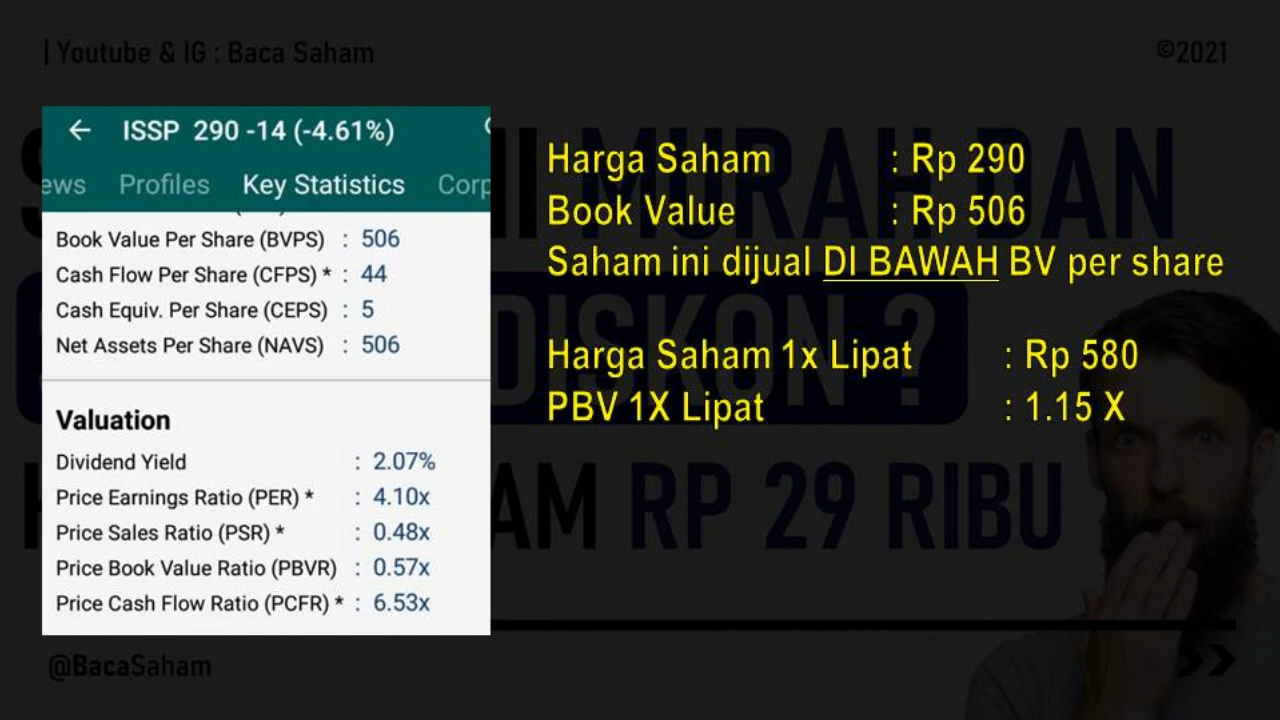 | Youtube & IG : Baca Saham
©2021
← ISSP 290 -14 (-4.61%)
ews Profiles Key Statistics Corp
Book Value Per Share (BVPS) : 506
Cash Flow Per Share (CFPS) * : 44
Cash Equiv. Per Share (CEPS) : 5
Net Assets Per Share (NAVS) : 506
Valuation
Dividend Yield : 2.07%
Price Earnings Ratio (PER) * : 4.10x
Price Sales Ratio (PSR) * : 0.48x
Price Book Value Ratio (PBVR) : 0.57x
Price Cash Flow Ratio (PCFR) * : 6.53x
Harga Saham : Rp 290
Book Value : Rp 506
Saham ini dijual DI BAWAH BV per share
Harga Saham 1x Lipat : Rp 580
PBV 1X Lipat : 1.15 X
MURAH DAN
DISKON ?
AM RP 29 RIBU
@BacaSaham